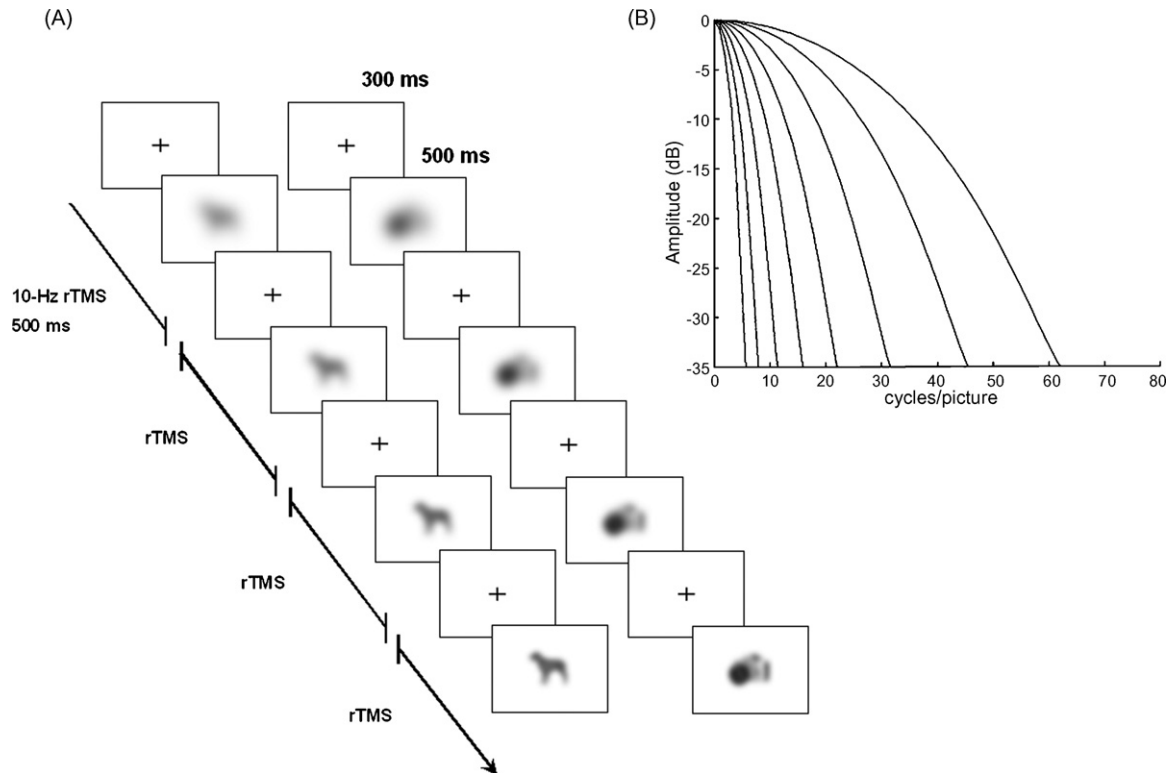 (A)
300 ms
500 ms
10-Hz rTMS
500 ms
rTMS
rTMS
rTMS
(B)
Amplitude (dB)
0
-5
-10
-15
-20
-25
-30
-35
0 10 20 30 40 50 60 70 80
cycles/picture